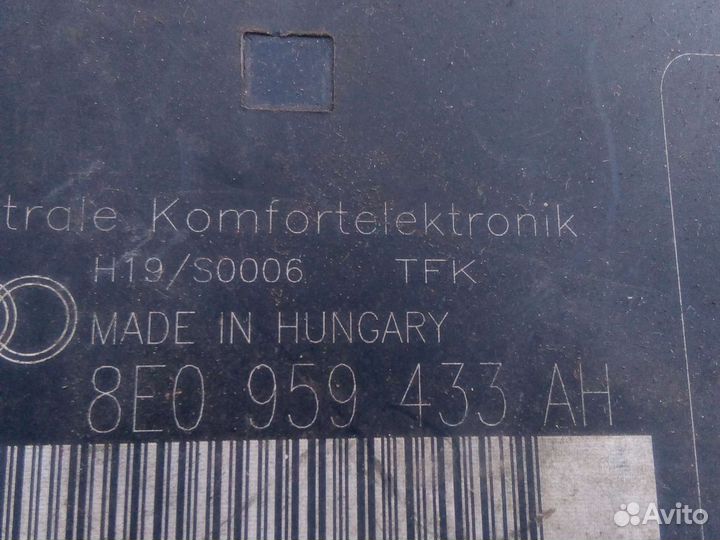 trale Komfortelektronik
H19/S0006 TFK
MADE IN HUNGARY
8E0 959 433 AH
Avito